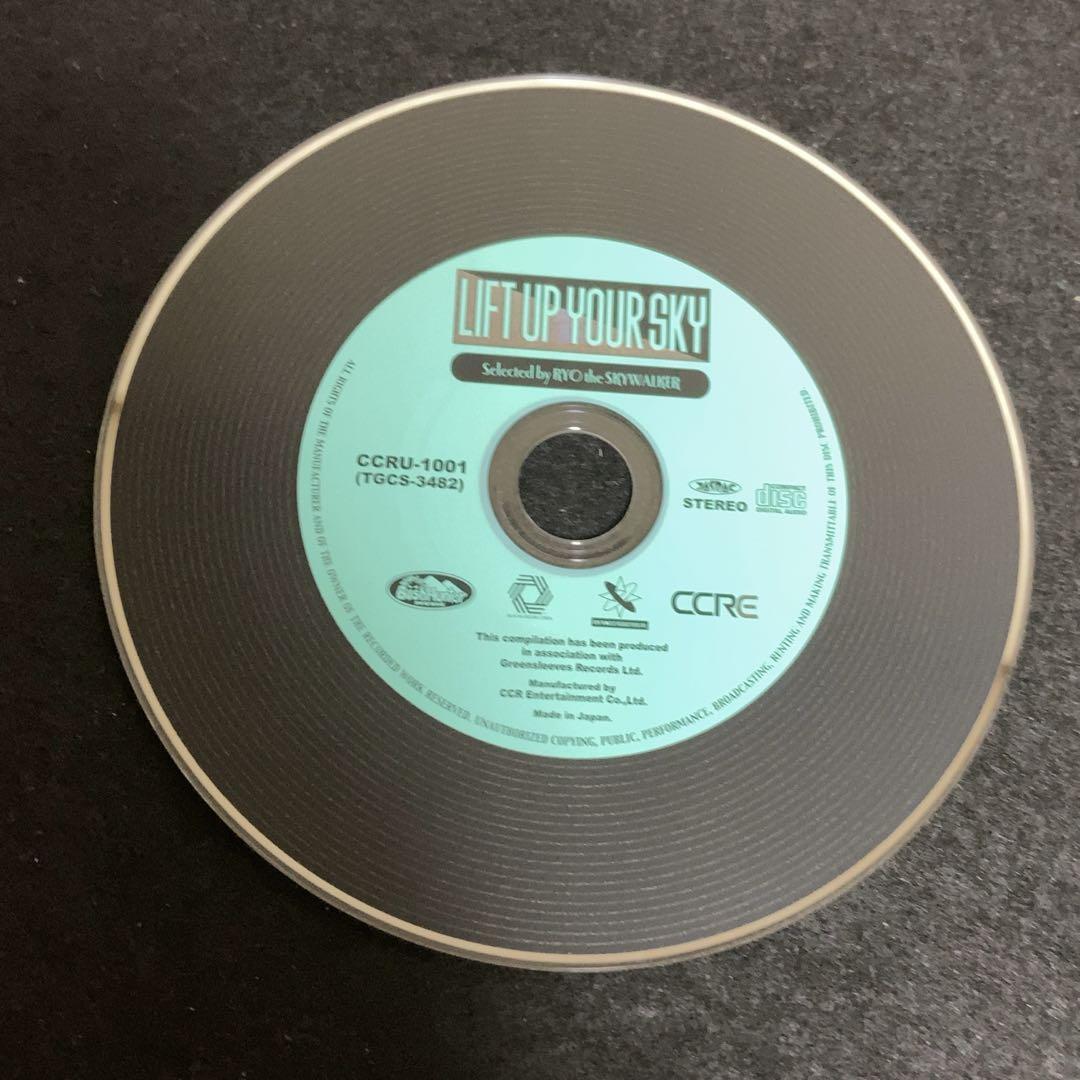 LIFT UP YOUR SKY
Selected by RYO the SKYWALKER
CCRU-1001
(TGCS-3482)
JASRAC
STEREO
COMPACT
disc
DIGITAL AUDIO
CCRE
This compilation has been produced
in association with
Greensleeves Records Ltd.
Manufactured by
CCR Entertainment Co.,Ltd.
Made in Japan.
ALL RIGHTS OF THE MANUFACTURER AND OF THE OWNER OS THE RECORDED WORK RESERVED. UNAUTHORIZED COPYING, PUBLIC, PERFORMANCE, BROADCASTING, RENTING AND MAKING TRANSMITTABLE OF THIS DISC PROHIBITED.